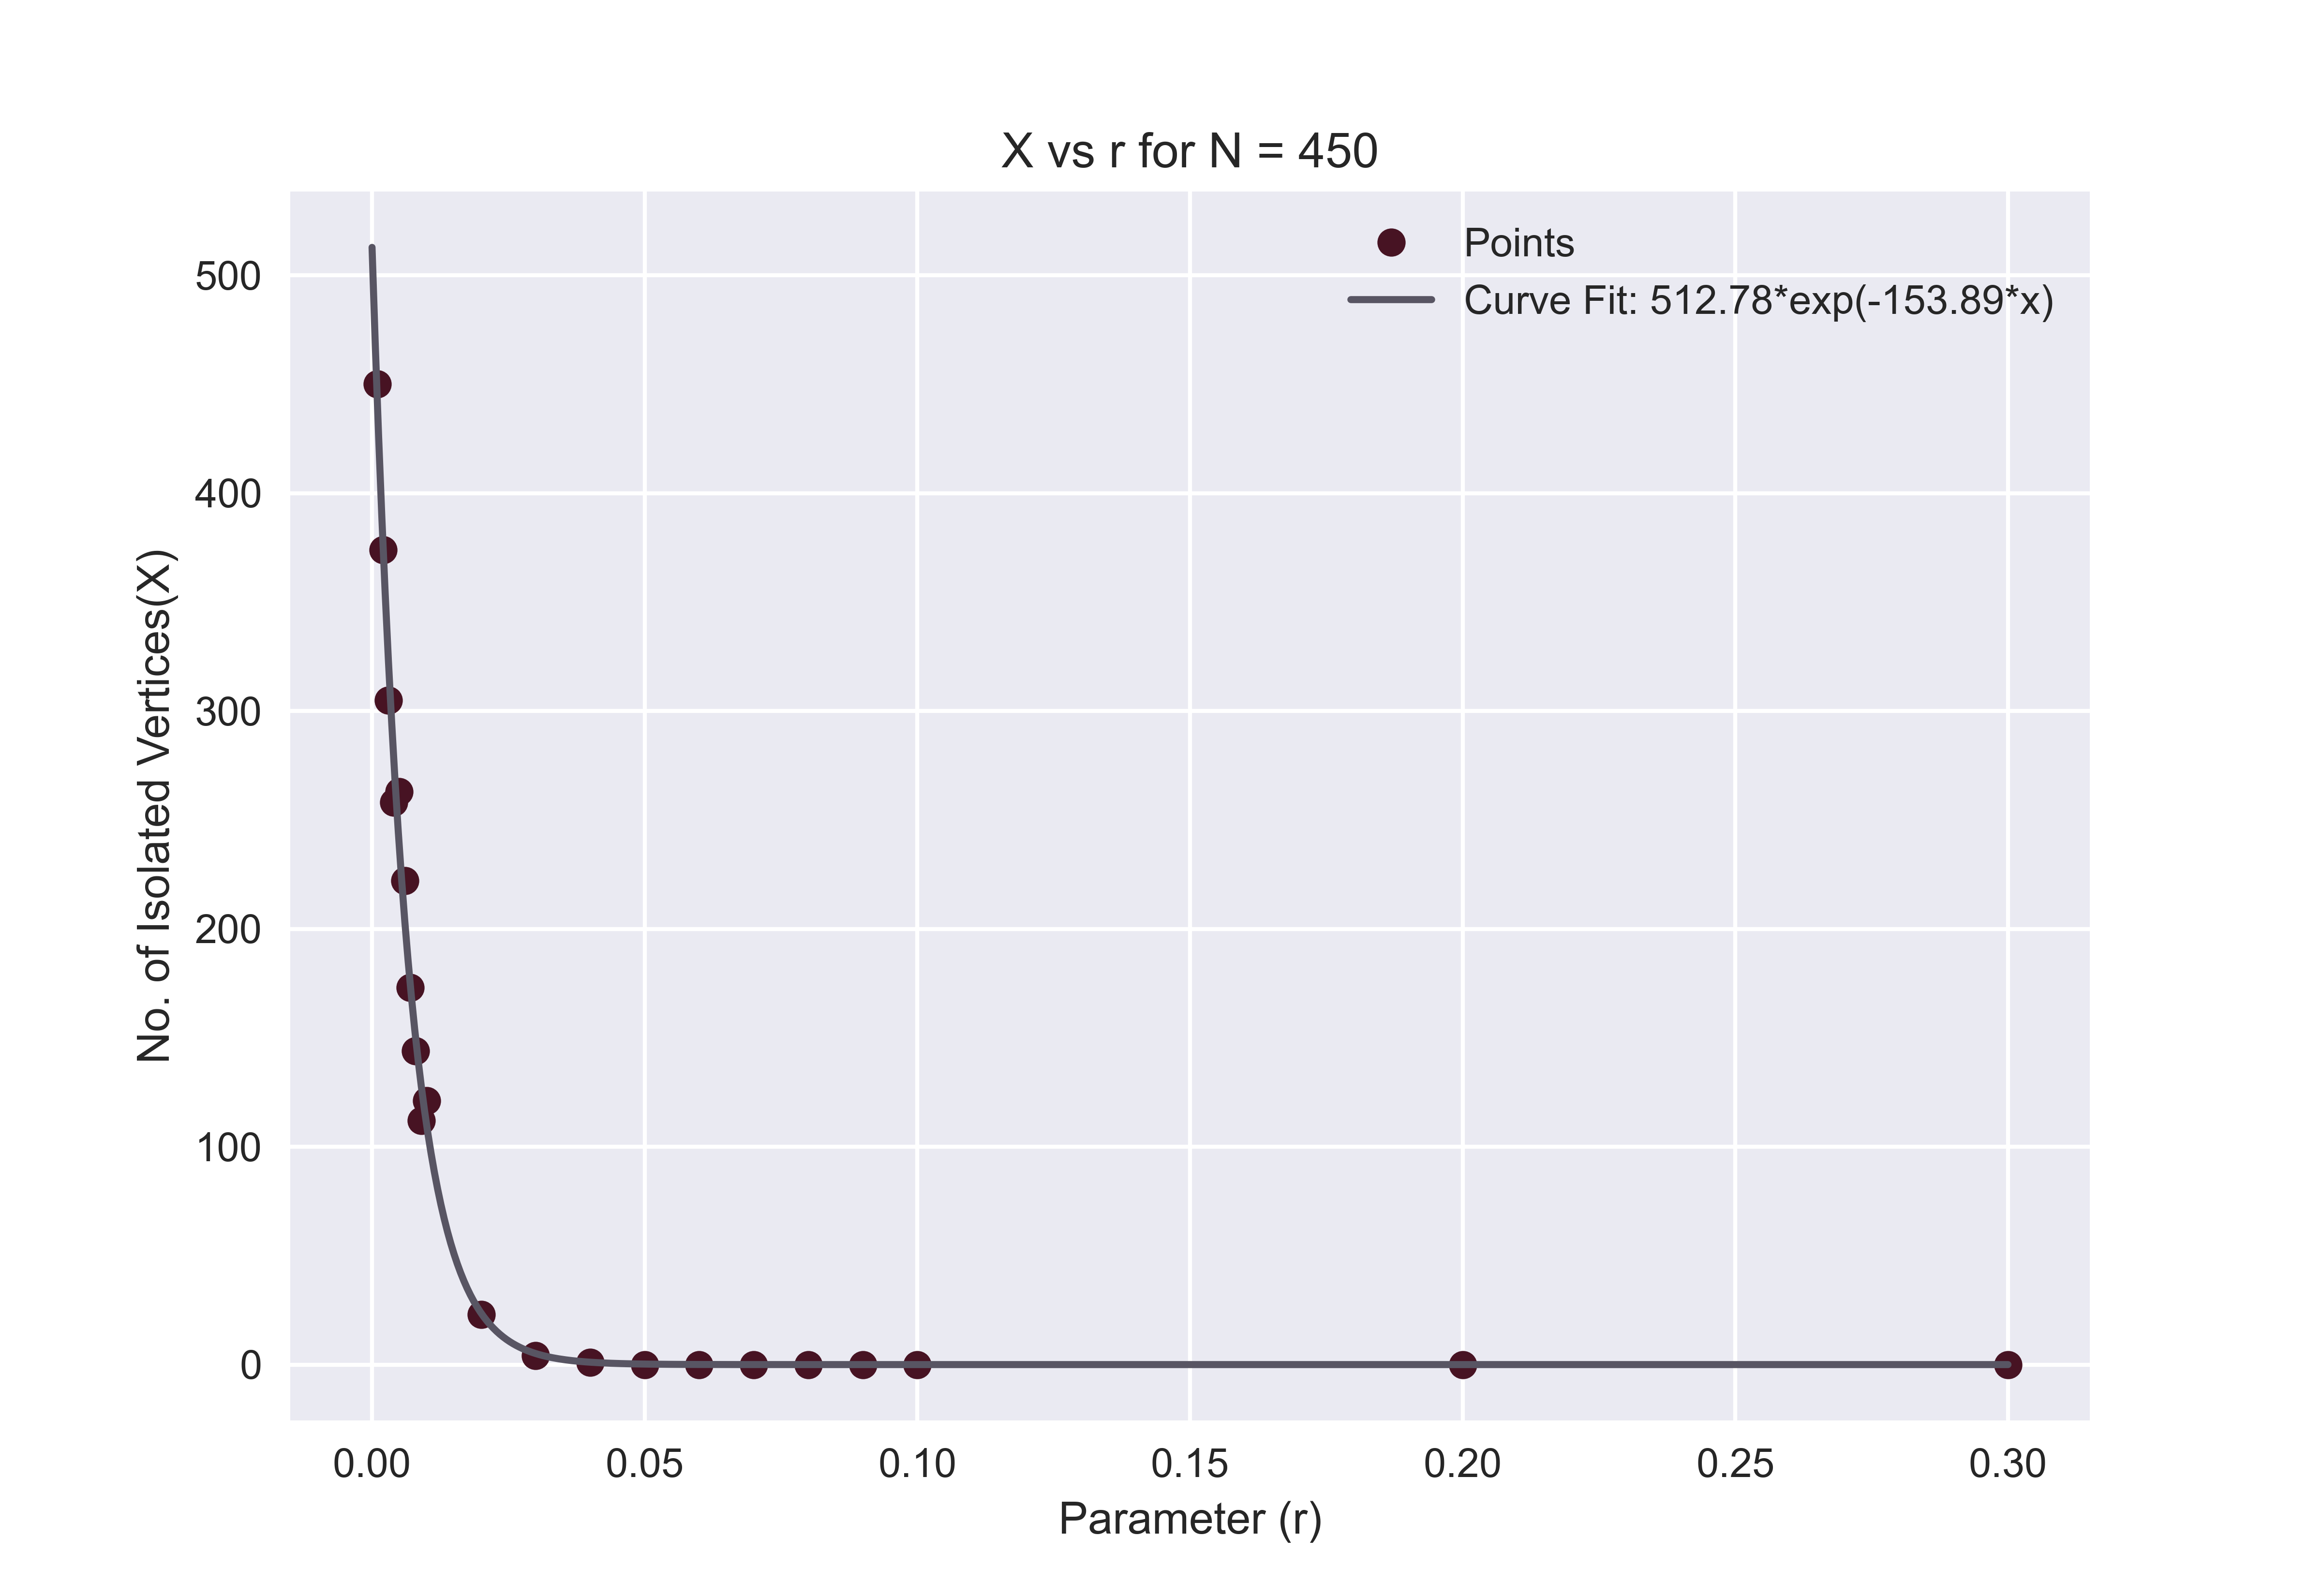 X vs r for N = 450
Points
Curve Fit: 512.78*exp(-153.89*x)
No. of Isolated Vertices(X)
500
400
300
200
100
0
0.00 0.05 0.10 0.15 0.20 0.25 0.30
Parameter (r)